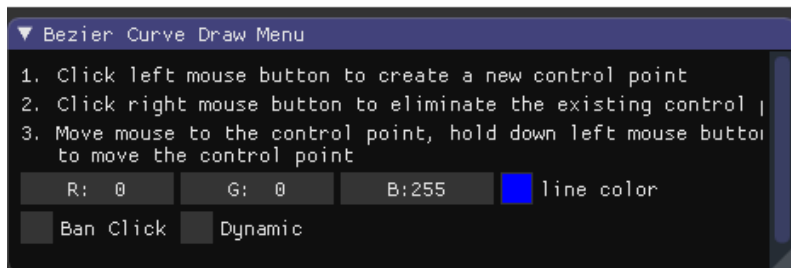 Bezier Curve Draw Menu
1. Click left mouse button to create a new control point
2. Click right mouse button to eliminate the existing control
3. Move mouse to the control point, hold down left mouse butto
to move the control point
R: 0 G: 0 B:255 line color
Ban Click Dynamic